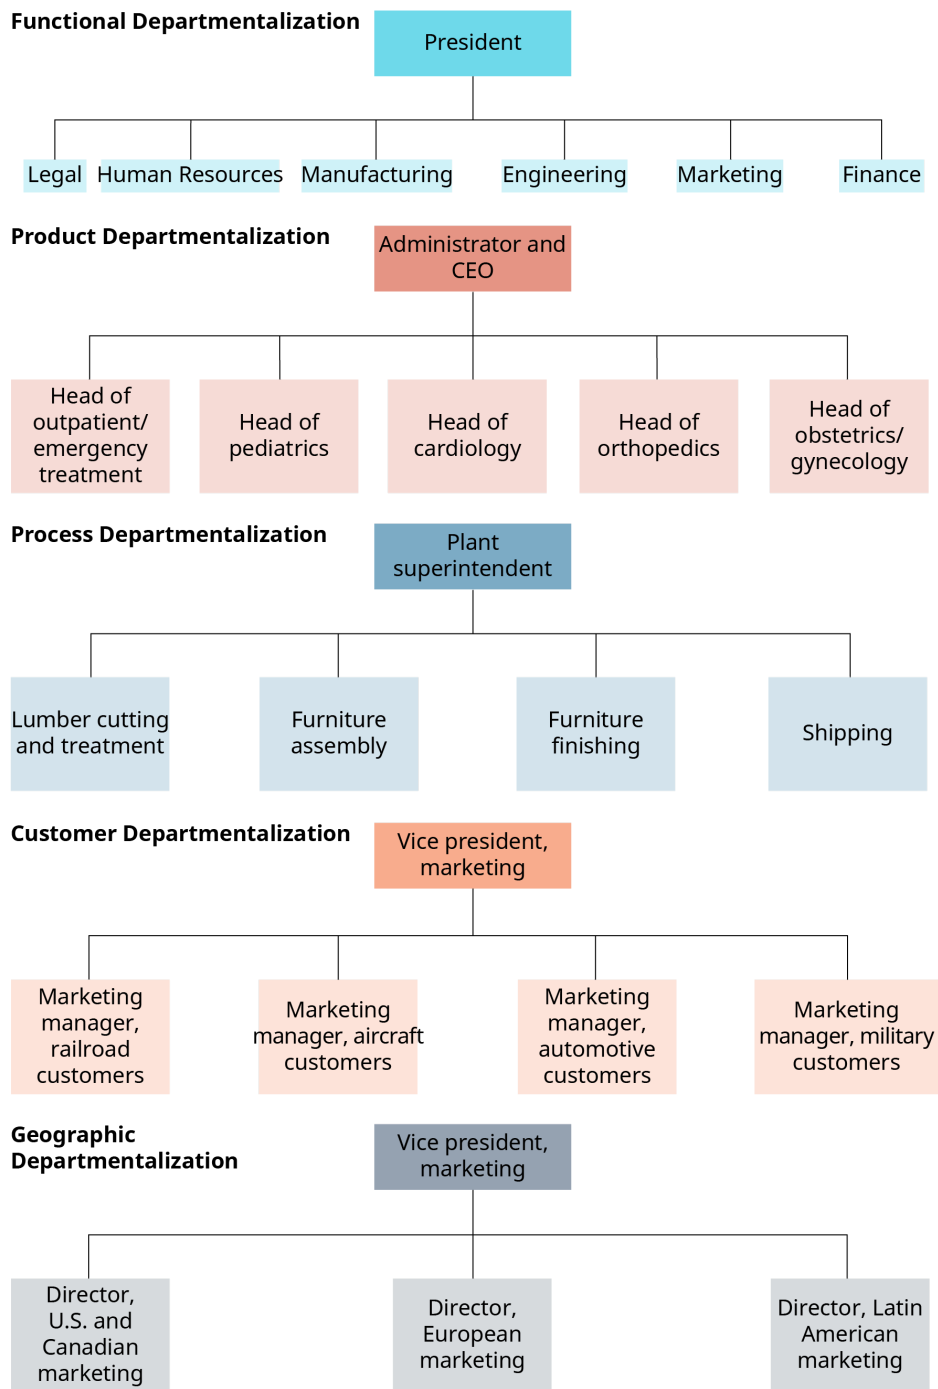 Functional Departmentalization
President
Legal
Human Resources
Manufacturing
Engineering
Marketing
Finance
Product Departmentalization
Administrator and
CEO
Head of
outpatient/
emergency
treatment
Head of
pediatrics
Head of
cardiology
Head of
orthopedics
Head of
obstetrics/
gynecology
Process Departmentalization
Plant
superintendent
Lumber cutting
and treatment
Furniture
assembly
Furniture
finishing
Shipping
Customer Departmentalization
Vice president,
marketing
Marketing
manager,
railroad
customers
Marketing
manager, aircraft
customers
Marketing
manager,
automotive
customers
Marketing
manager, military
customers
Geographic
Departmentalization
Vice president,
marketing
Director,
U.S. and
Canadian
marketing
Director,
European
marketing
Director, Latin
American
marketing